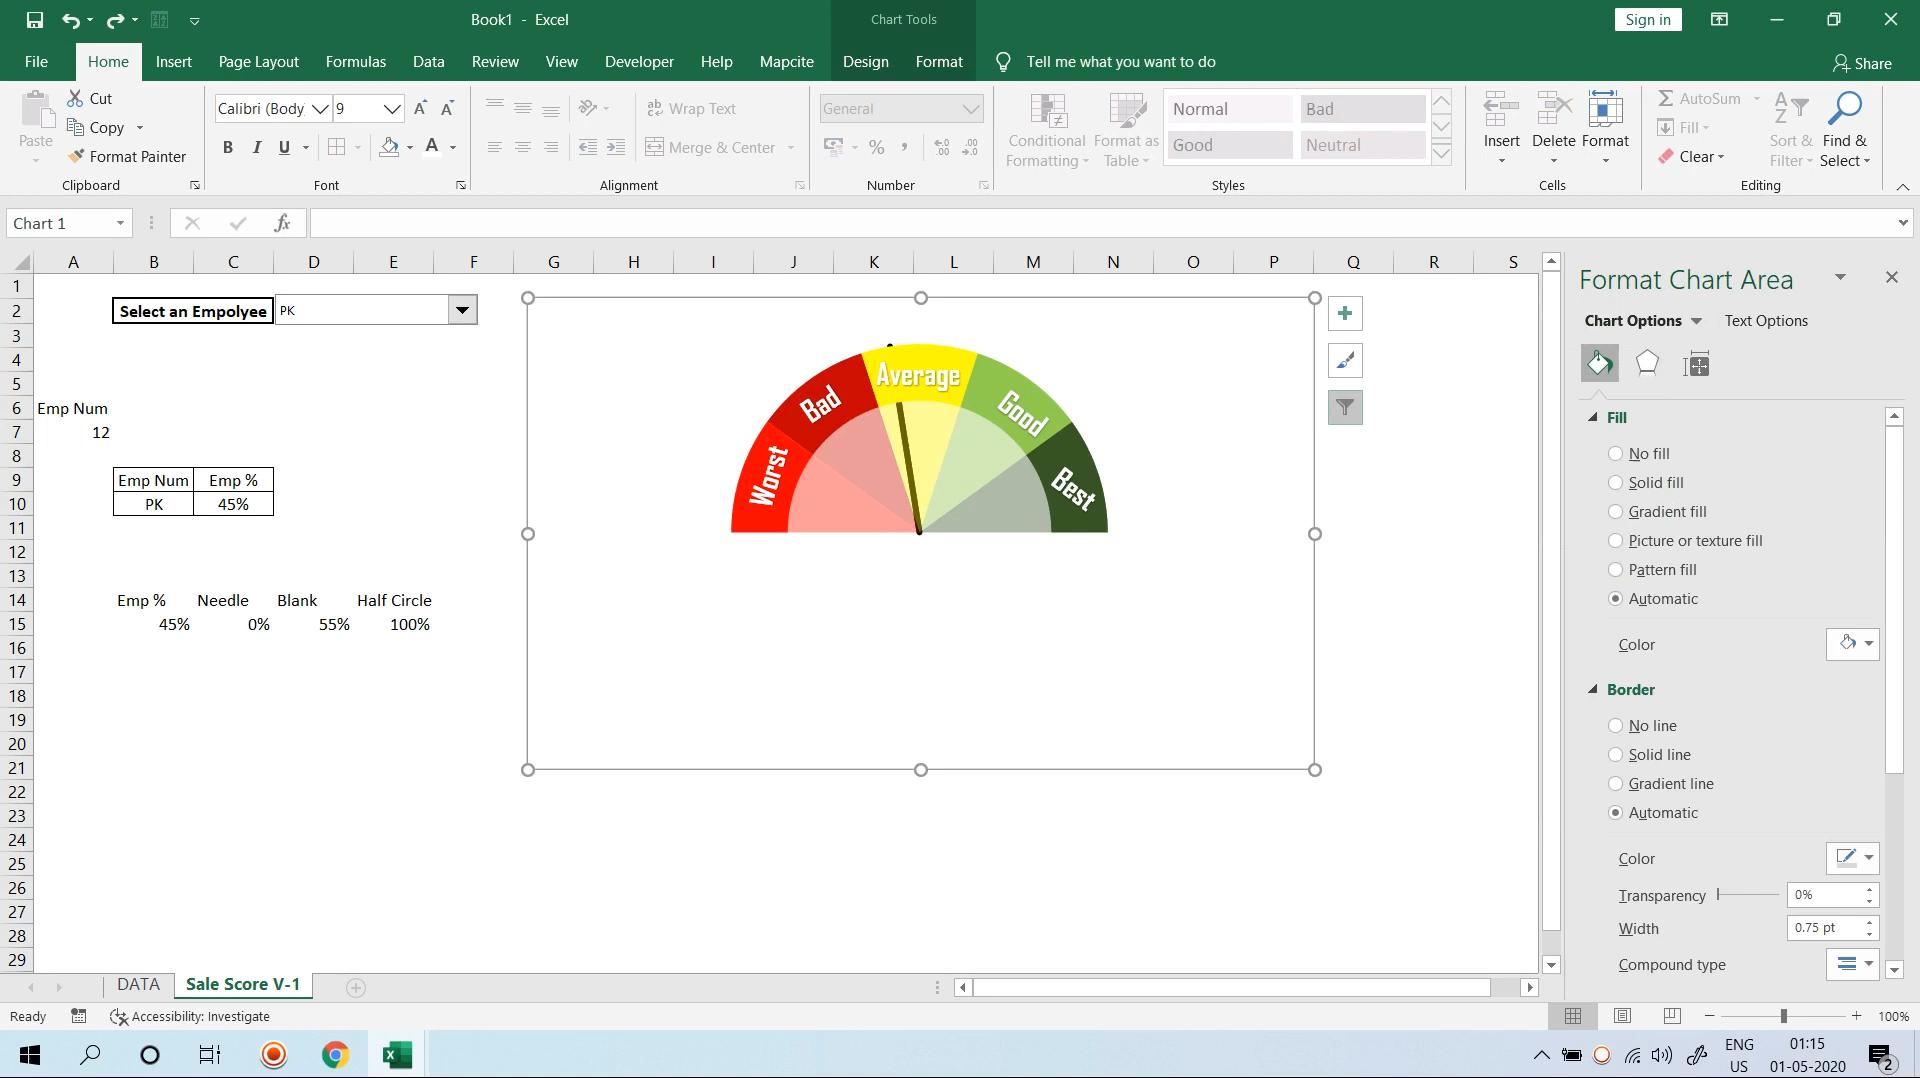 Book1 - Excel
Chart Tools
Sign in
File
Home
Insert
Page Layout
Formulas
Data
Review
View
Developer
Help
Mapcite
Design
Format
Tell me what you want to do
Share
Paste
Cut
Copy
Format Painter
Clipboard
Calibri (Body
9
B I U
A
Font
Wrap Text
Merge & Center
Alignment
General
%
Number
Conditional Formatting
Format as Table
Normal
Bad
Good
Neutral
Styles
Insert
Delete
Format
Cells
AutoSum
Fill
Clear
Sort & Filter
Find & Select
Editing
Chart 1
fx
A B C D E F G H I J K L M N O P Q R S
1
2 Select an Empolyee PK
3
4
5
6 Emp Num
7 12
8
9 Emp Num Emp %
10 PK 45%
11
12
13
14 Emp % Needle Blank Half Circle
15 45% 0% 55% 100%
16
17
18
19
20
21
22
23
24
25
26
27
28
29
Worst
Bad
Average
Good
Best
Format Chart Area
Chart Options
Text Options
Fill
No fill
Solid fill
Gradient fill
Picture or texture fill
Pattern fill
Automatic
Color
Border
No line
Solid line
Gradient line
Automatic
Color
Transparency 0%
Width 0.75 pt
Compound type
DATA
Sale Score V-1
Ready
Accessibility: Investigate
100%
ENG
US
01:15
01-05-2020
2